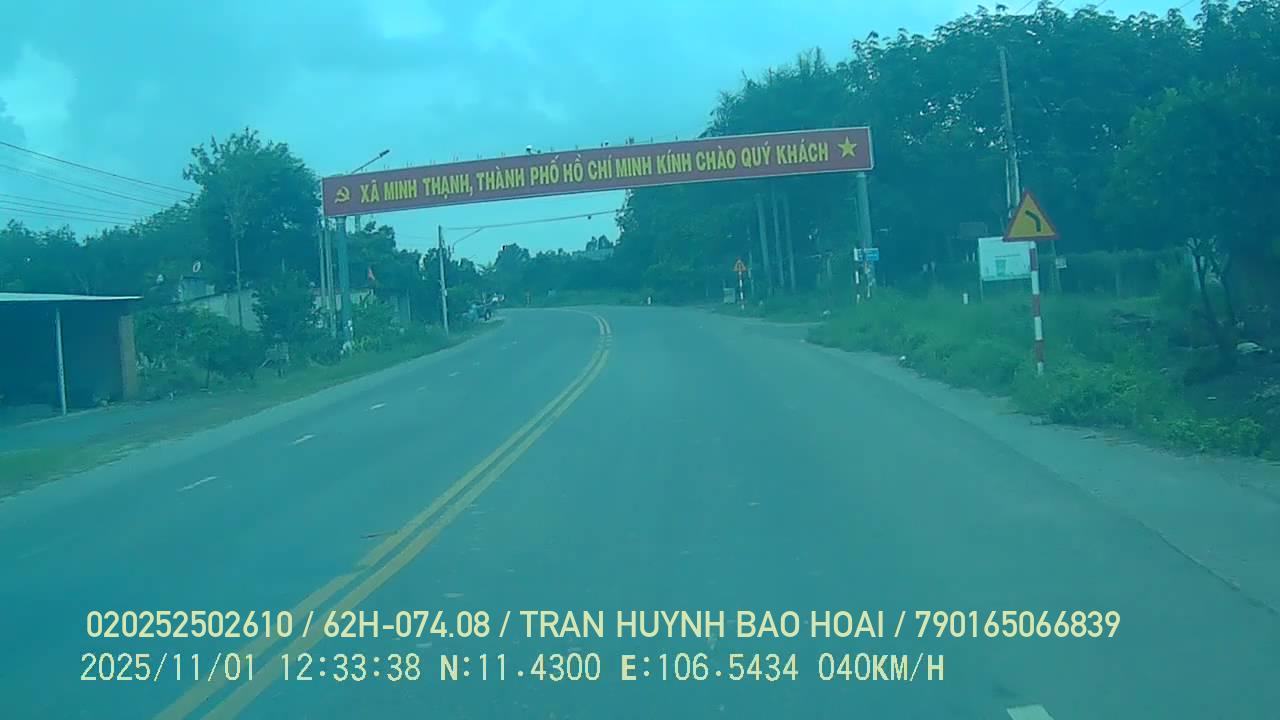 XÃ MINH THẠNH, THÀNH PHỐ HỒ CHÍ MINH KÍNH CHÀO QUÝ KHÁCH
020252502610 / 62H-074.08 / TRAN HUYNH BAO HOAI / 790165066839
2025/11/01 12:33:38 N:11.4300 E:106.5434 040KM/H